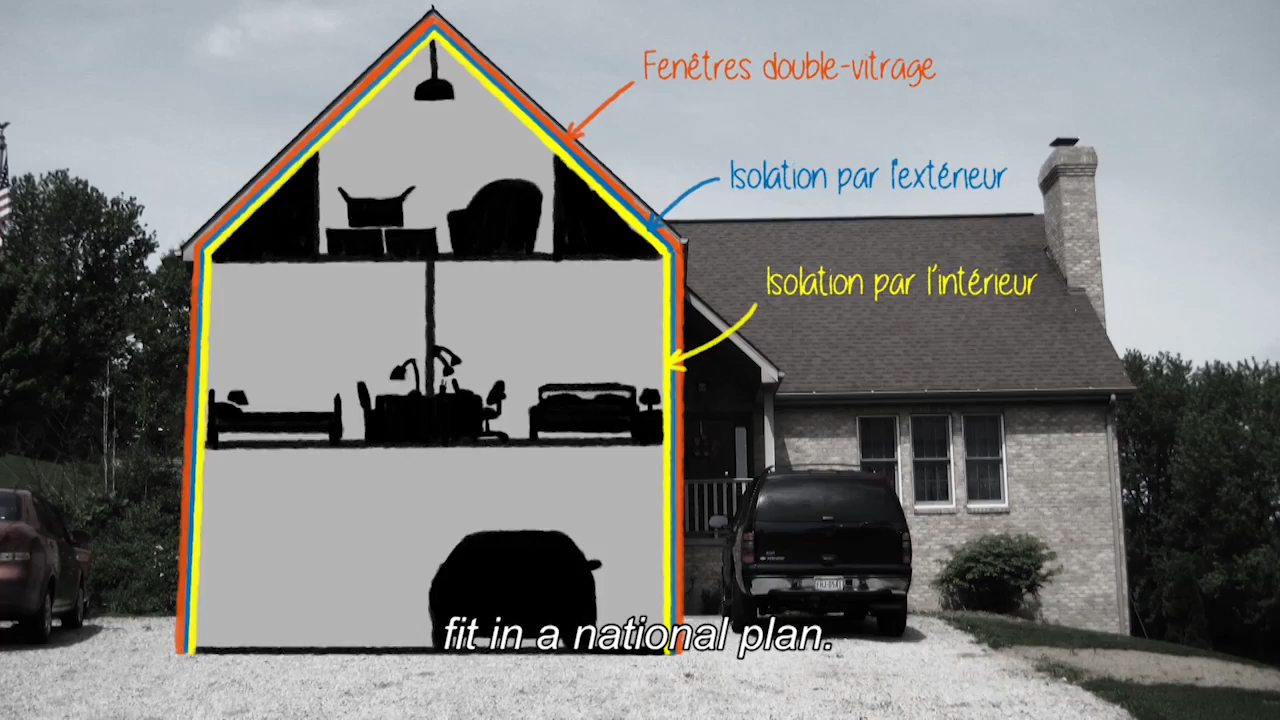 Fenêtres double-vitrage
Isolation par l'extérieur
Isolation par l'intérieur
fit in a national plan.